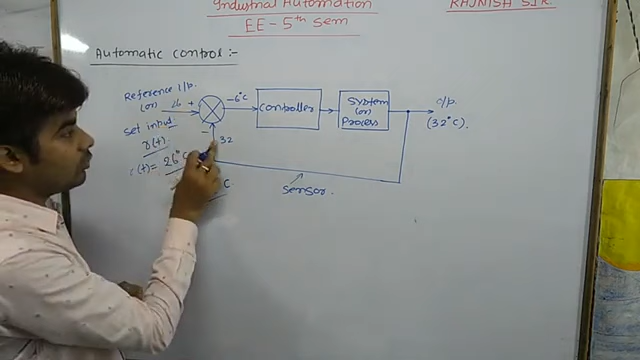 Industrial Automation
RAJNISH SIR.
EE - 5th Sem
Automatic control :-
Reference I/p.
(or)
26 +
-6°C
Controller
System
(or)
Process
o/p.
(32°C).
Set input
r(t).
r(t)= 26°C
-
32
C
Sensor.